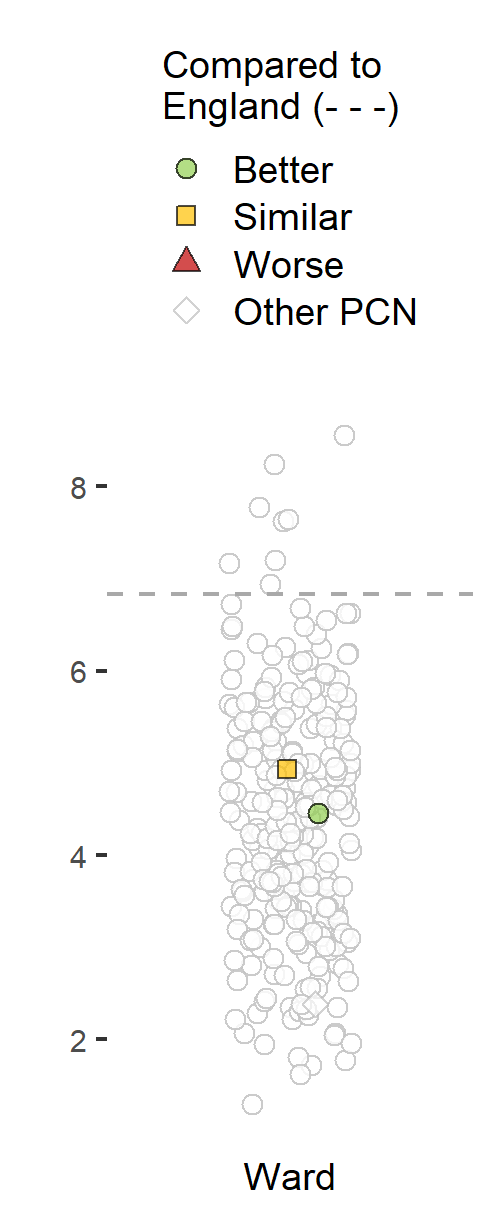 Compared to
England (- - -)
Better
Similar
Worse
Other PCN
8
6
4
2
Ward